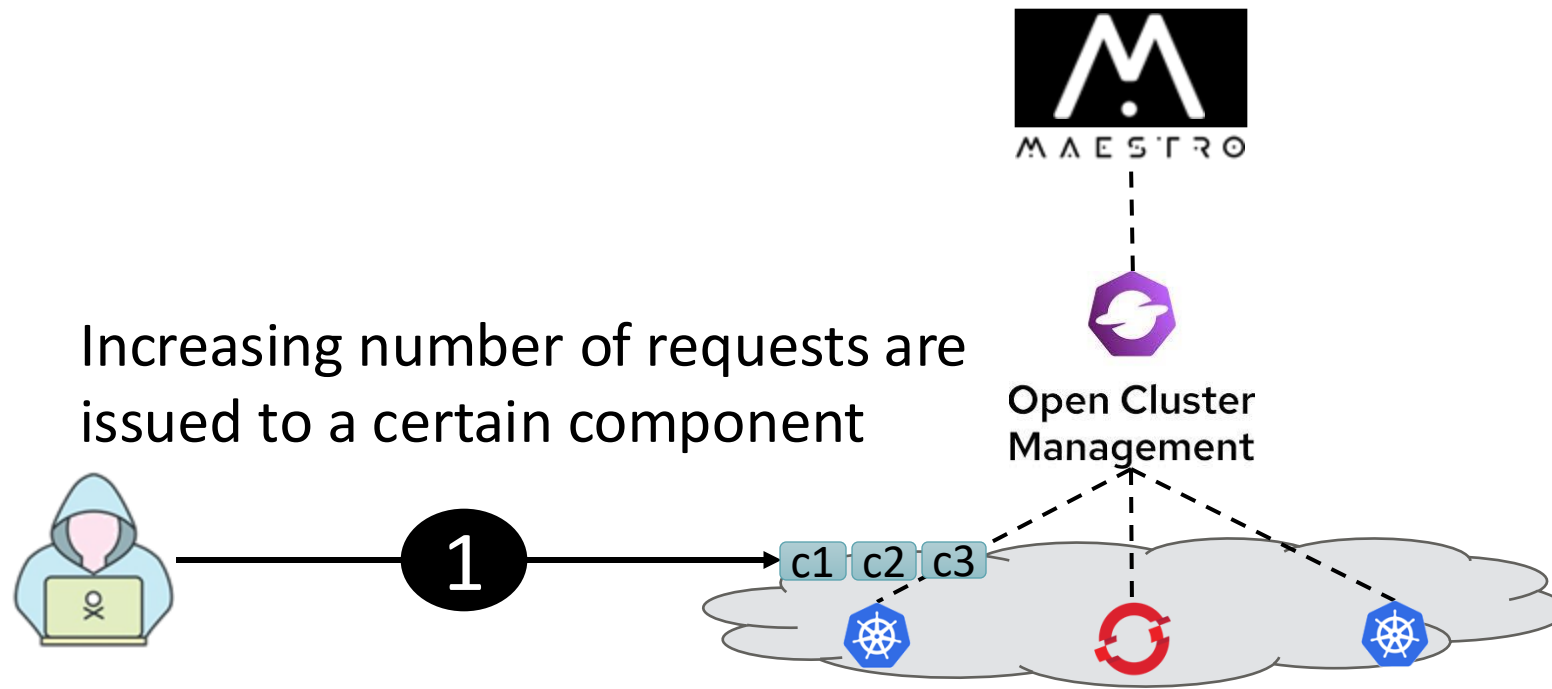 MAESTRO
Increasing number of requests are
issued to a certain component
Open Cluster
Management
1
c1 c2 c3